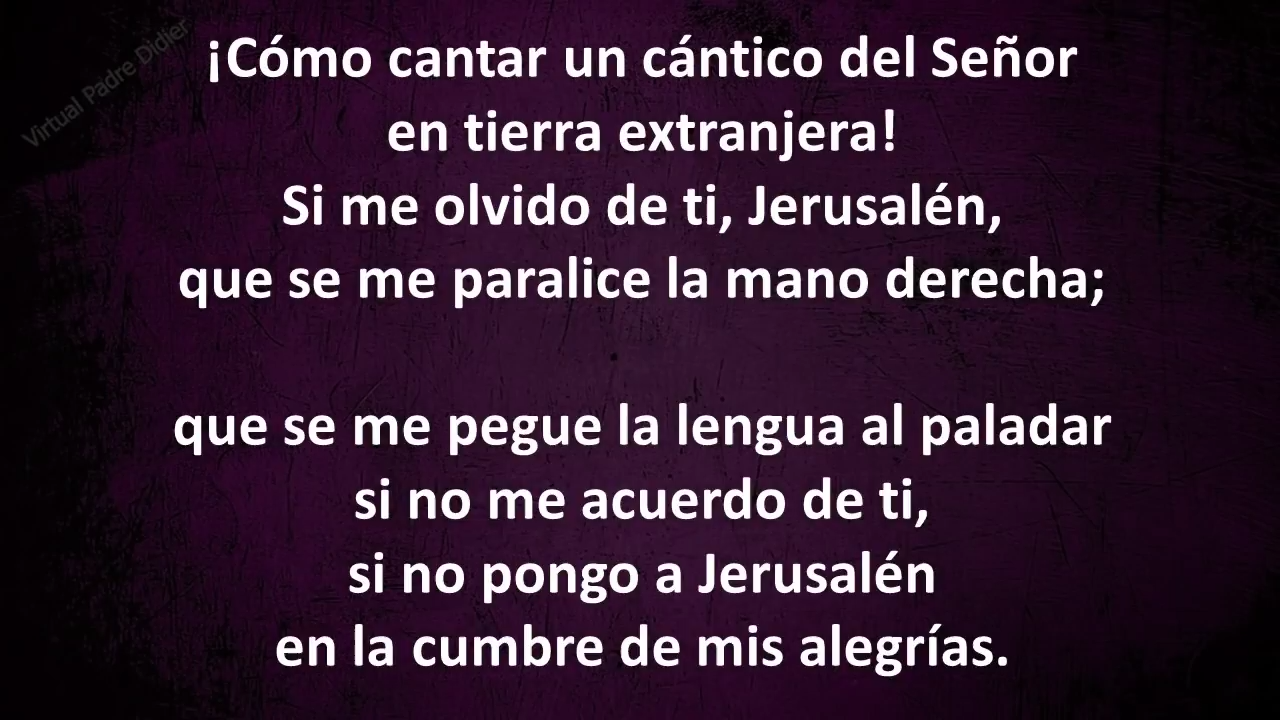 Virtual Padre Didier
¡Cómo cantar un cántico del Señor
en tierra extranjera!
Si me olvido de ti, Jerusalén,
que se me paralice la mano derecha;
que se me pegue la lengua al paladar
si no me acuerdo de ti,
si no pongo a Jerusalén
en la cumbre de mis alegrías.